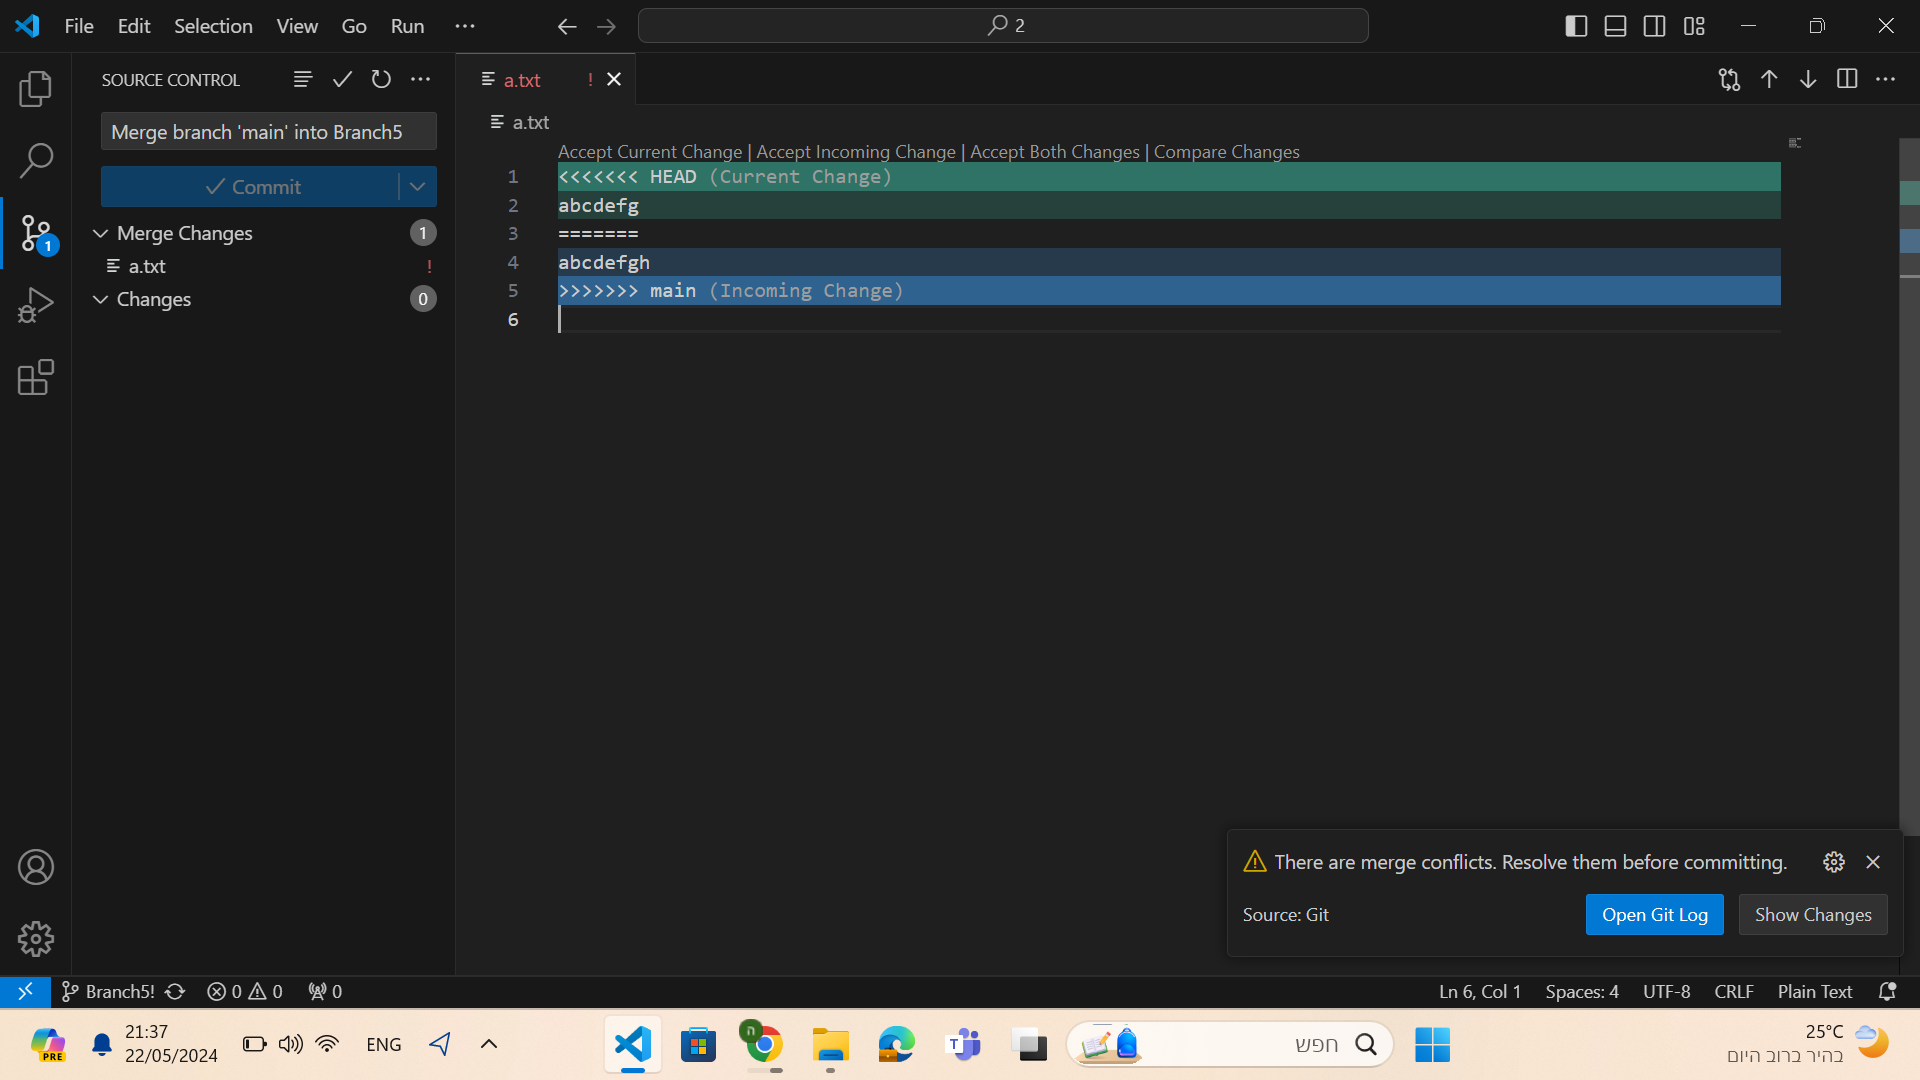 File Edit Selection View Go Run
2
SOURCE CONTROL
Merge branch 'main' into Branch5
Commit
Merge Changes 1
a.txt !
Changes 0
a.txt !
a.txt
Accept Current Change | Accept Incoming Change | Accept Both Changes | Compare Changes
1 <<<<<<< HEAD (Current Change)
2 abcdefg
3 =======
4 abcdefgh
5 >>>>>>> main (Incoming Change)
6
There are merge conflicts. Resolve them before committing.
Source: Git
Open Git Log
Show Changes
1
Branch5! 0 0 0
Ln 6, Col 1 Spaces: 4 UTF-8 CRLF Plain Text
PRE
21:37
22/05/2024
ENG
ה
T
חפש
25°C
בהיר ברוב היום